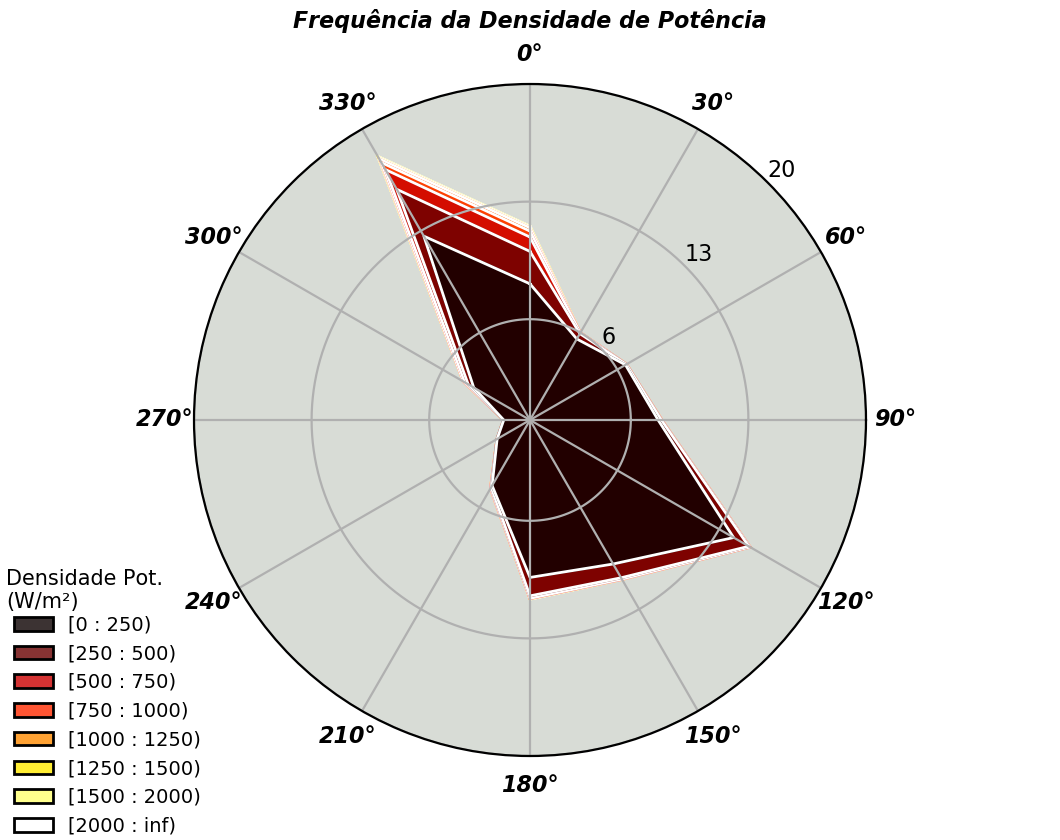 Frequência da Densidade de Potência
0°
330°
30°
20
300°
60°
13
6
270°
90°
240°
120°
210°
150°
180°
Densidade Pot.
(W/m²)
[0 : 250)
[250 : 500)
[500 : 750)
[750 : 1000)
[1000 : 1250)
[1250 : 1500)
[1500 : 2000)
[2000 : inf)